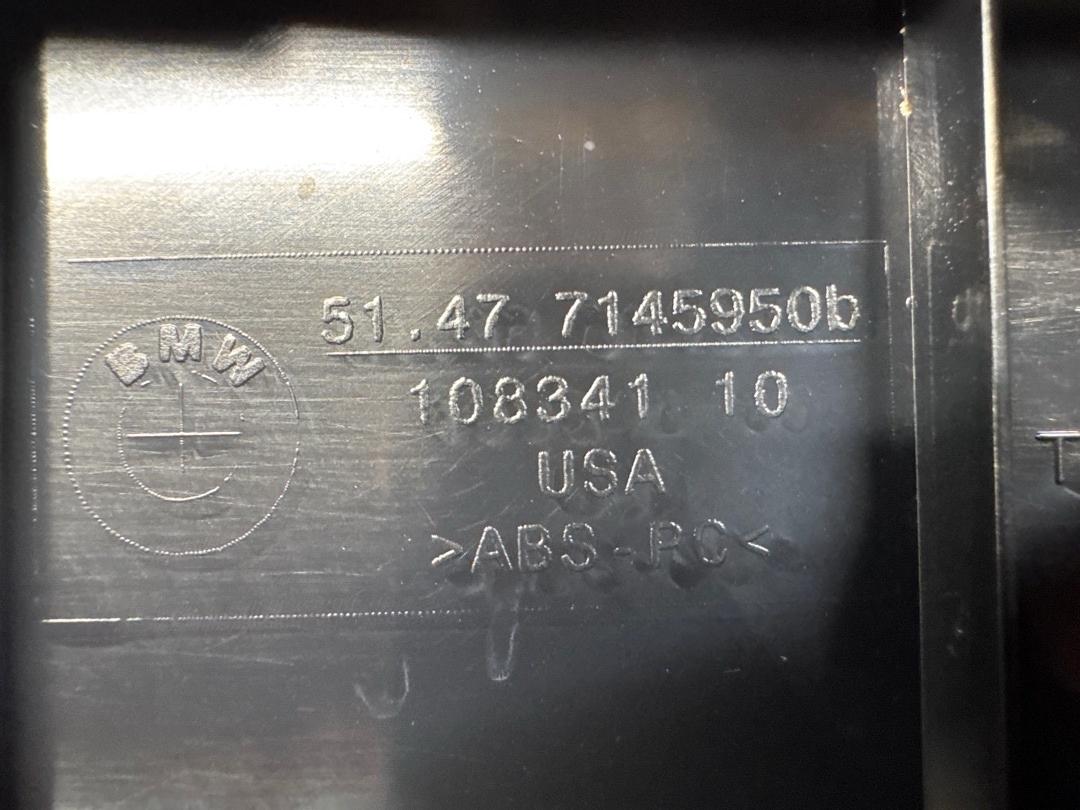 BMW
51.47 7145950b
108341 10
USA
>ABS-PC<
T